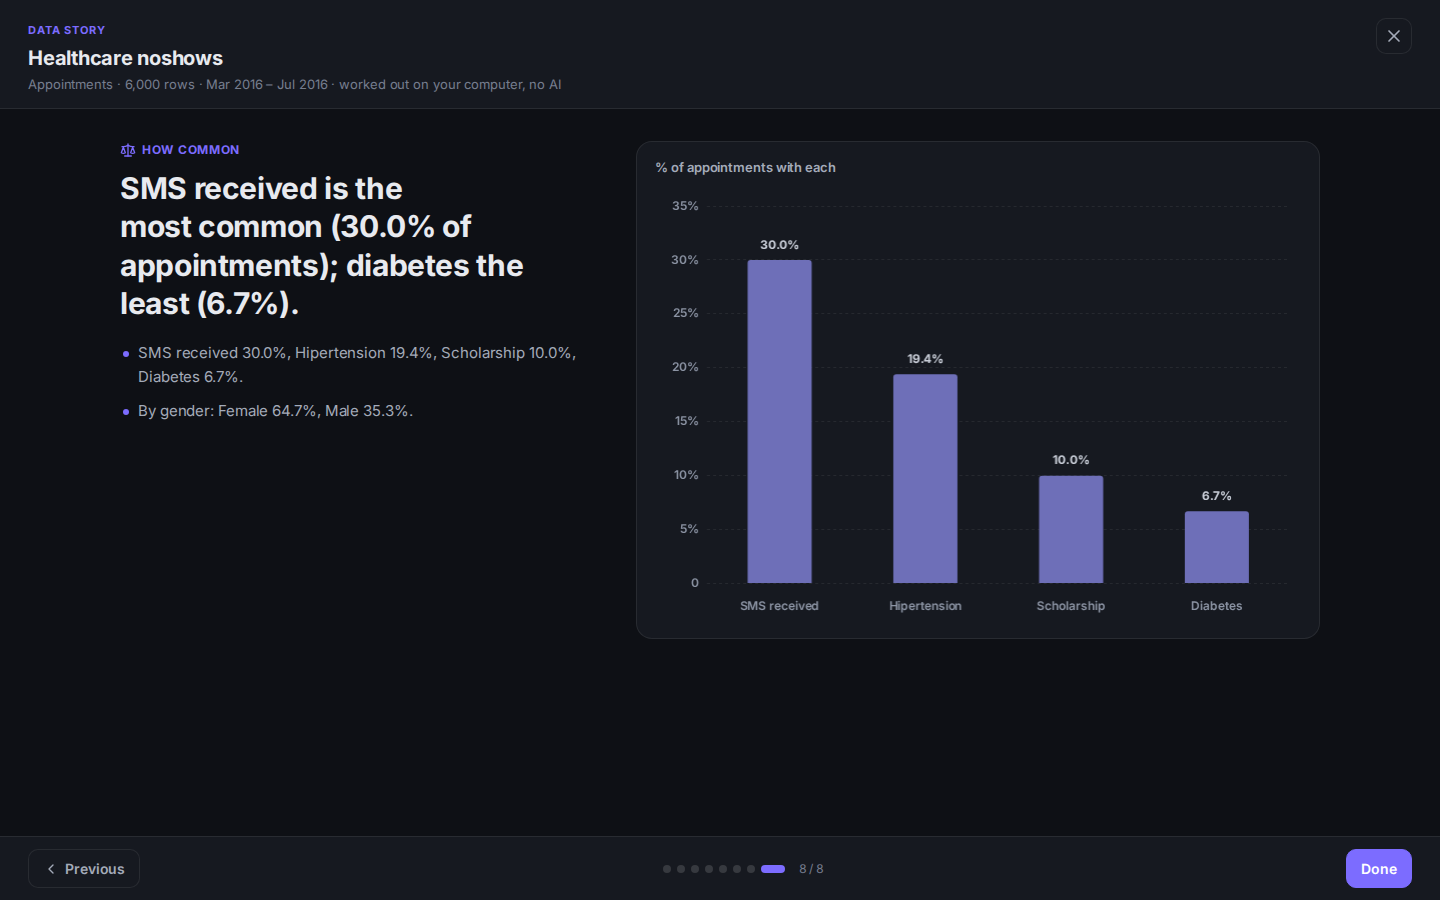 DATA STORY
Healthcare noshows
Appointments · 6,000 rows · Mar 2016 – Jul 2016 · worked out on your computer, no AI
HOW COMMON
SMS received is the
most common (30.0% of
appointments); diabetes the
least (6.7%).
SMS received 30.0%, Hipertension 19.4%, Scholarship 10.0%,
Diabetes 6.7%.
By gender: Female 64.7%, Male 35.3%.
% of appointments with each
35%
30%
25%
20%
15%
10%
5%
0
30.0%
19.4%
10.0%
6.7%
SMS received
Hipertension
Scholarship
Diabetes
Previous
8 / 8
Done